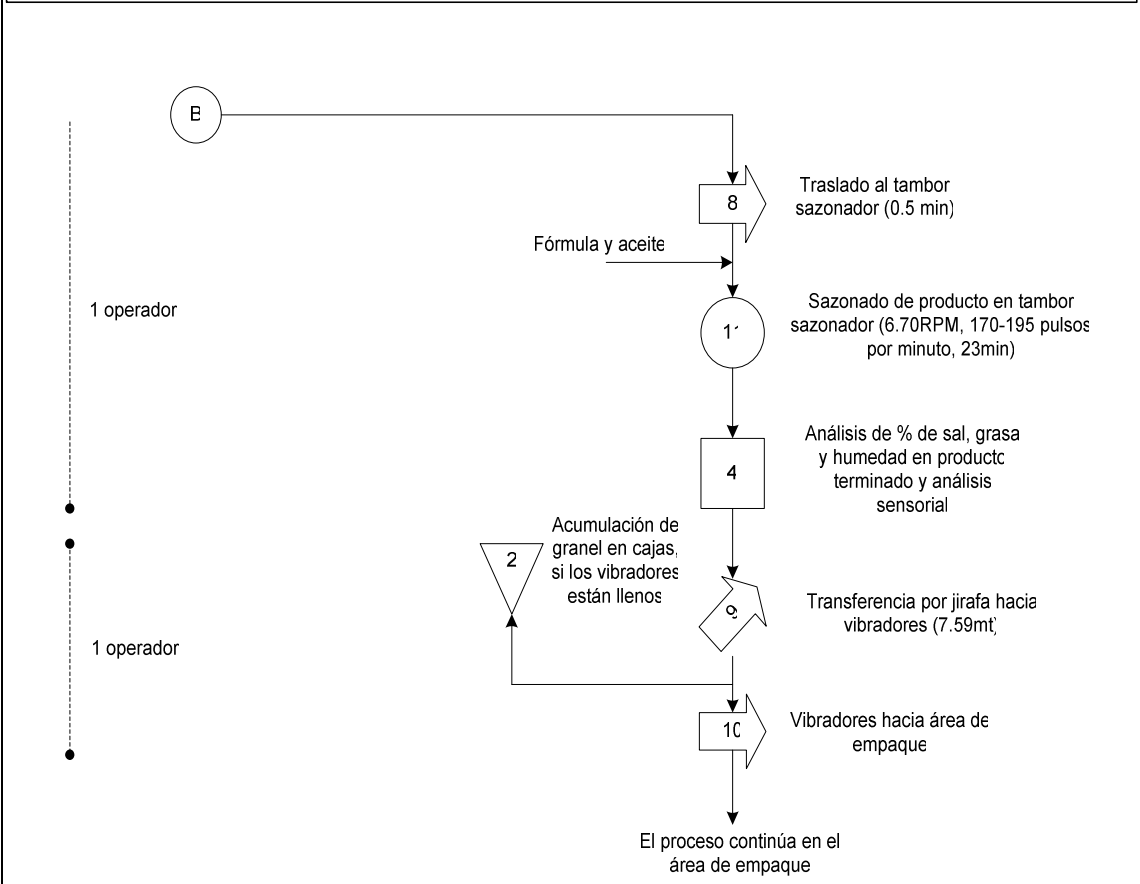 B
8
Traslado al tambor
sazonador (0.5 min)
Fórmula y aceite
1 operador
11
Sazonado de producto en tambor
sazonador (6.70RPM, 170-195 pulsos
por minuto, 23min)
4
Análisis de % de sal, grasa
y humedad en producto
terminado y análisis
sensorial
2
Acumulación de
granel en cajas,
si los vibradores
están llenos
9
Transferencia por jirafa hacia
vibradores (7.59mt)
1 operador
10
Vibradores hacia área de
empaque
El proceso continúa en el
área de empaque